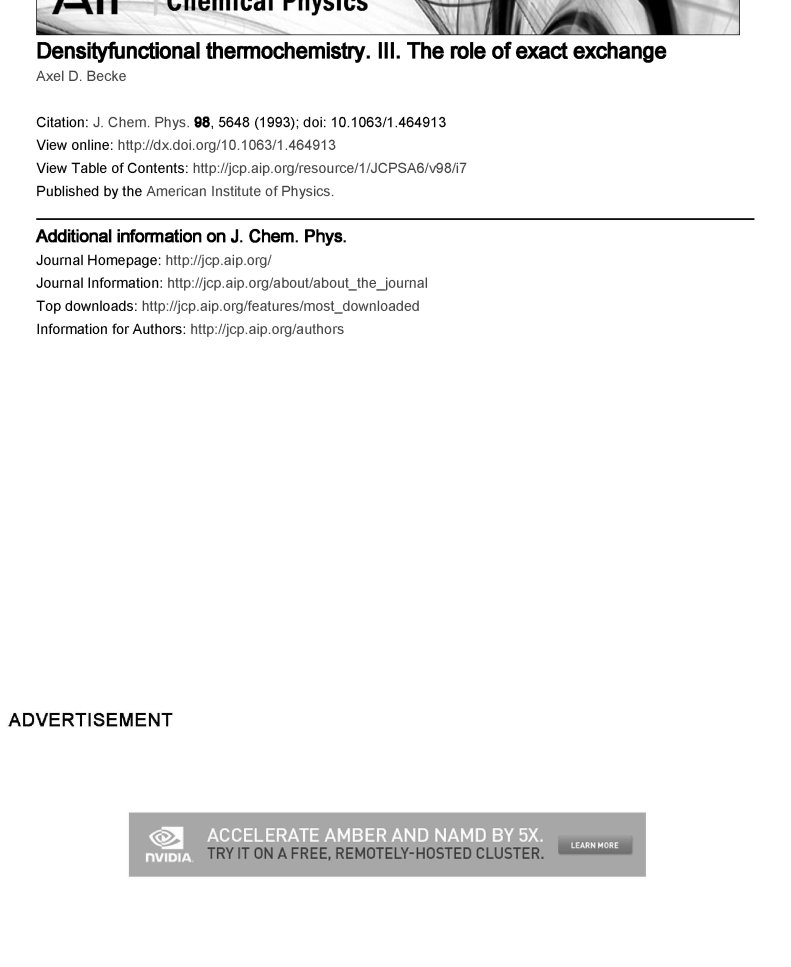 Chemical Physics
Densityfunctional thermochemistry. III. The role of exact exchange
Axel D. Becke
Citation: J. Chem. Phys. 98, 5648 (1993); doi: 10.1063/1.464913
View online: http://dx.doi.org/10.1063/1.464913
View Table of Contents: http://jcp.aip.org/resource/1/JCPSA6/v98/i7
Published by the American Institute of Physics.
Additional information on J. Chem. Phys.
Journal Homepage: http://jcp.aip.org/
Journal Information: http://jcp.aip.org/about/about_the_journal
Top downloads: http://jcp.aip.org/features/most_downloaded
Information for Authors: http://jcp.aip.org/authors
ADVERTISEMENT
ACCELERATE AMBER AND NAMD BY 5X.
TRY IT ON A FREE, REMOTELY-HOSTED CLUSTER.
NVIDIA.
LEARN MORE